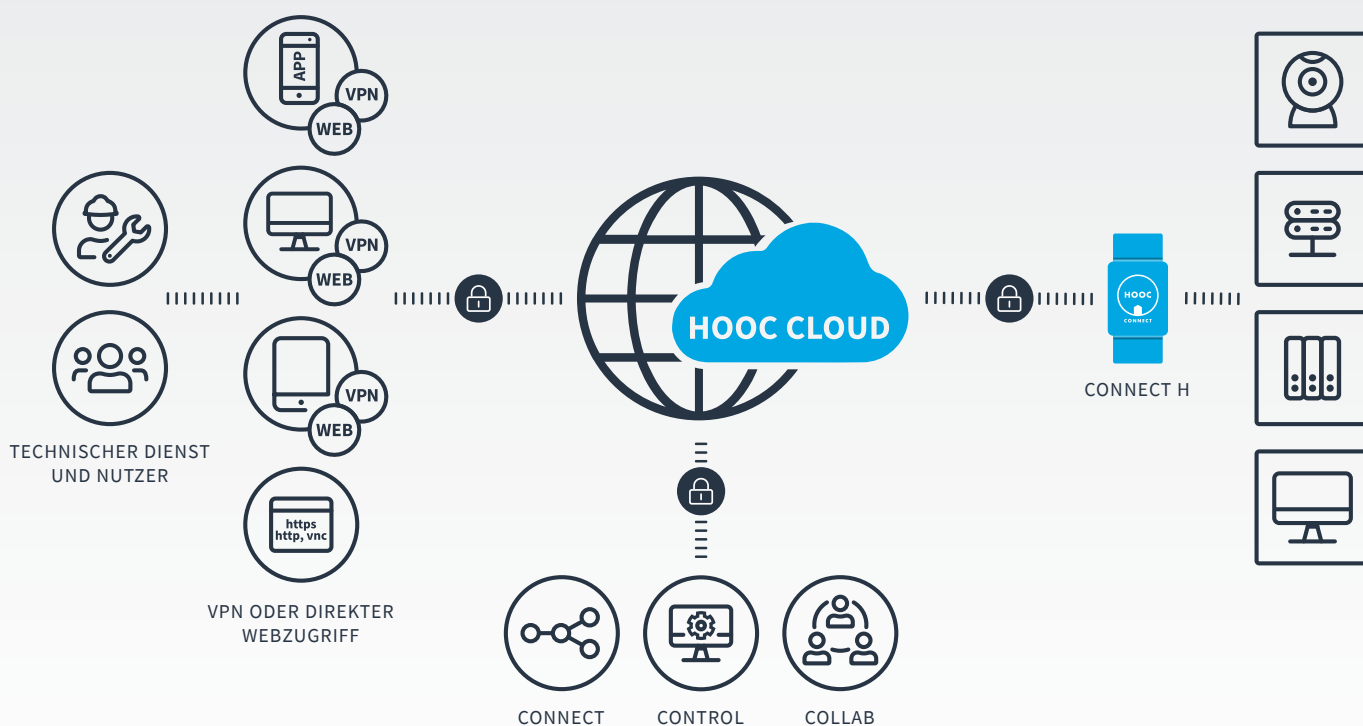 APP
VPN
WEB
VPN
WEB
VPN
WEB
https
http, vnc
TECHNISCHER DIENST
UND NUTZER
VPN ODER DIREKTER
WEBZUGRIFF
HOOC CLOUD
HOOC
CONNECT
CONNECT H
CONNECT
CONTROL
COLLAB